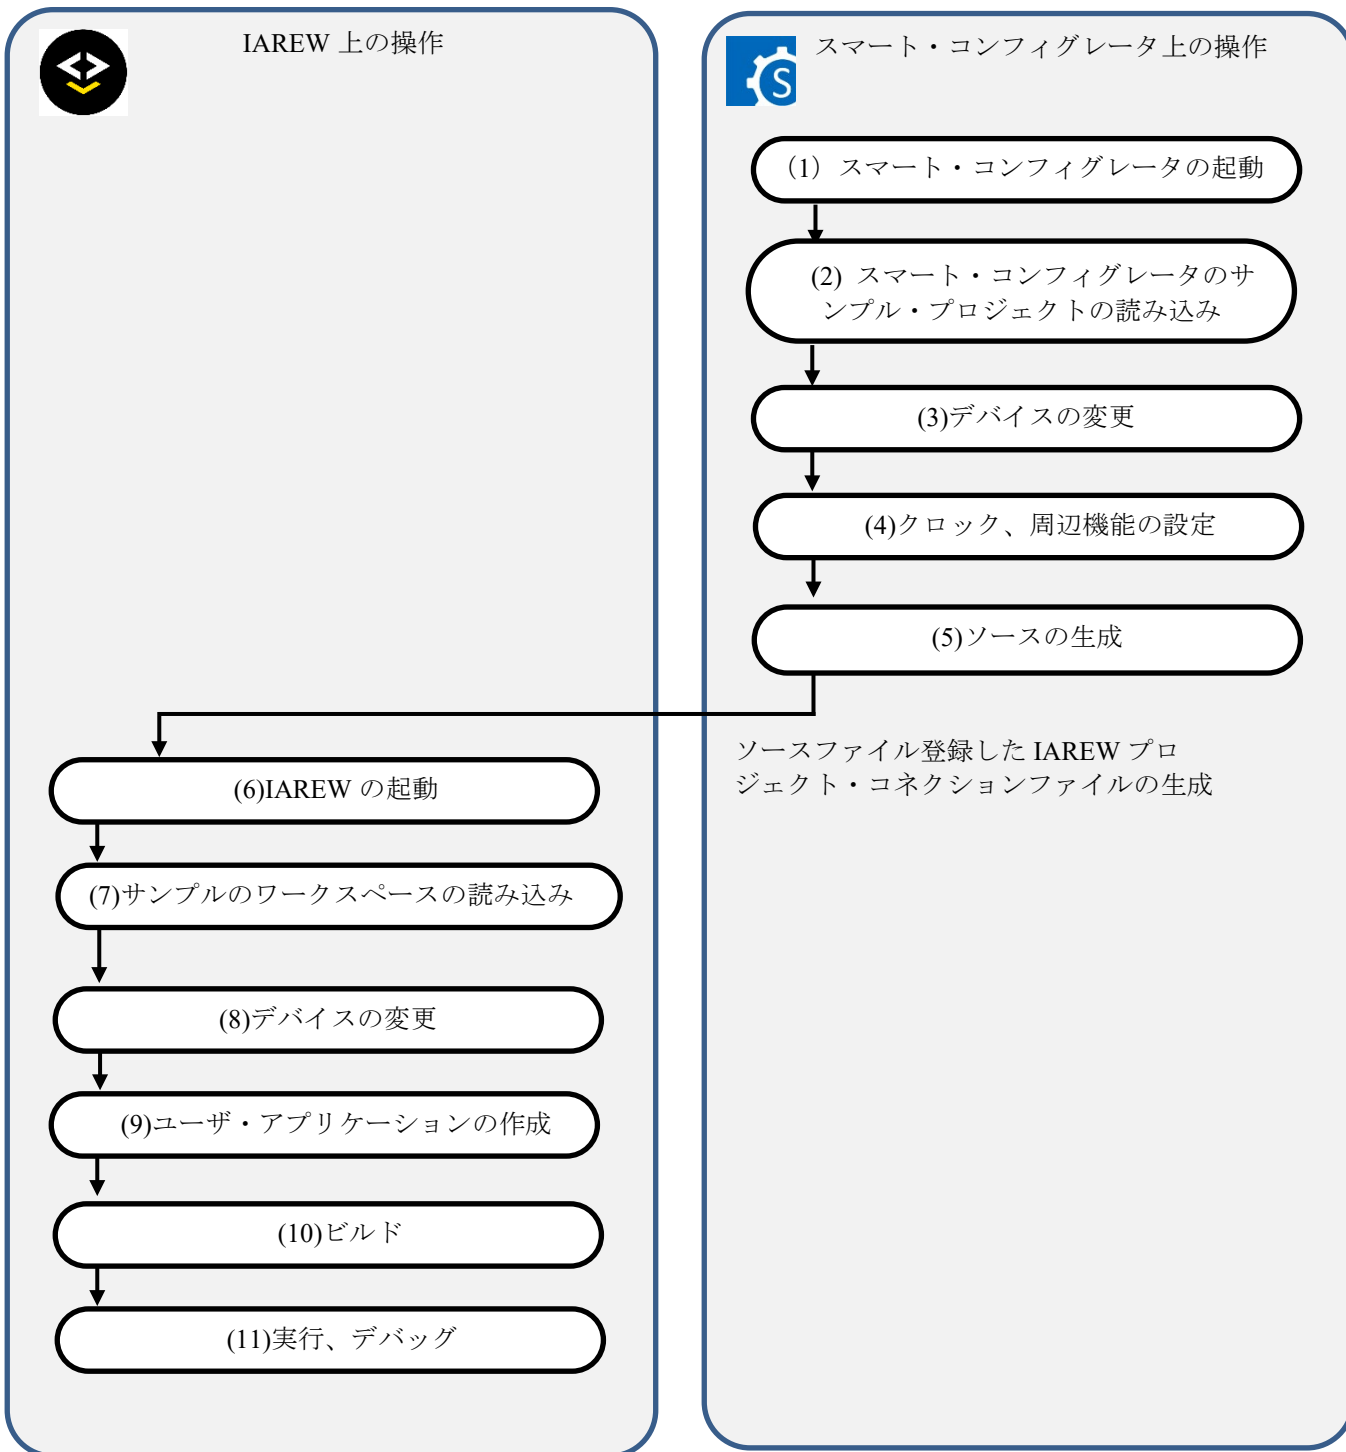 IAREW 上の操作
スマート・コンフィグレータ上の操作
S
（1）スマート・コンフィグレータの起動
(2) スマート・コンフィグレータのサ
ンプル・プロジェクトの読み込み
(3)デバイスの変更
(4)クロック、周辺機能の設定
(5)ソースの生成
ソースファイル登録した IAREW プロ
ジェクト・コネクションファイルの生成
(6)IAREW の起動
(7)サンプルのワークスペースの読み込み
(8)デバイスの変更
(9)ユーザ・アプリケーションの作成
(10)ビルド
(11)実行、デバッグ